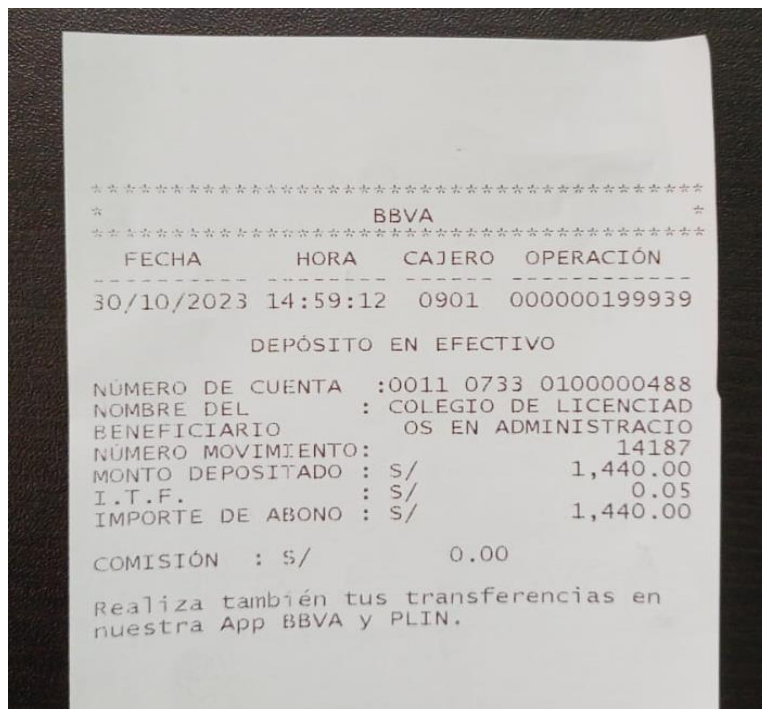 ******************************************
* BBVA *
******************************************
FECHA HORA CAJERO OPERACIÓN
----------- -------- ------ ------------
30/10/2023 14:59:12 0901 000000199939
DEPÓSITO EN EFECTIVO
NÚMERO DE CUENTA :0011 0733 0100000488
NOMBRE DEL : COLEGIO DE LICENCIAD
BENEFICIARIO OS EN ADMINISTRACIO
NÚMERO MOVIMIENTO: 14187
MONTO DEPOSITADO : S/ 1,440.00
I.T.F. : S/ 0.05
IMPORTE DE ABONO : S/ 1,440.00
COMISIÓN : S/ 0.00
Realiza también tus transferencias en
nuestra App BBVA y PLIN.